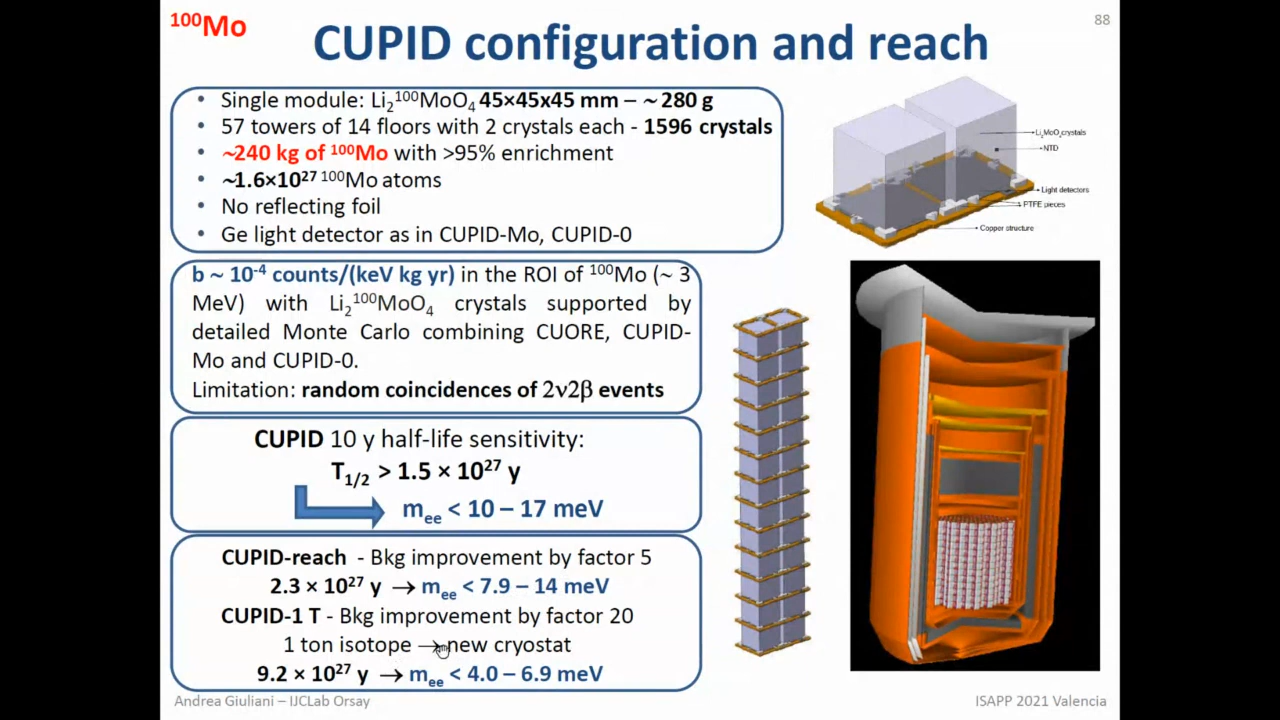 ¹⁰⁰Mo
88
CUPID configuration and reach
• Single module: Li₂¹⁰⁰MoO₄ 45×45x45 mm – ~ 280 g
• 57 towers of 14 floors with 2 crystals each - 1596 crystals
• ~240 kg of ¹⁰⁰Mo with >95% enrichment
• ~1.6×10²⁷ ¹⁰⁰Mo atoms
• No reflecting foil
• Ge light detector as in CUPID-Mo, CUPID-0
Li₂MoO₄crystals
NTD
Light detectors
PTFE pieces
Copper structure
b ~ 10⁻⁴ counts/(keV kg yr) in the ROI of ¹⁰⁰Mo (~ 3
MeV) with Li₂¹⁰⁰MoO₄ crystals supported by
detailed Monte Carlo combining CUORE, CUPID-
Mo and CUPID-0.
Limitation: random coincidences of 2ν2β events
CUPID 10 y half-life sensitivity:
T₁/₂ > 1.5 × 10²⁷ y
mₑₑ < 10 – 17 meV
CUPID-reach - Bkg improvement by factor 5
2.3 × 10²⁷ y → mₑₑ < 7.9 – 14 meV
CUPID-1 T - Bkg improvement by factor 20
1 ton isotope → new cryostat
9.2 × 10²⁷ y → mₑₑ < 4.0 – 6.9 meV
Andrea Giuliani – IJCLab Orsay
ISAPP 2021 Valencia